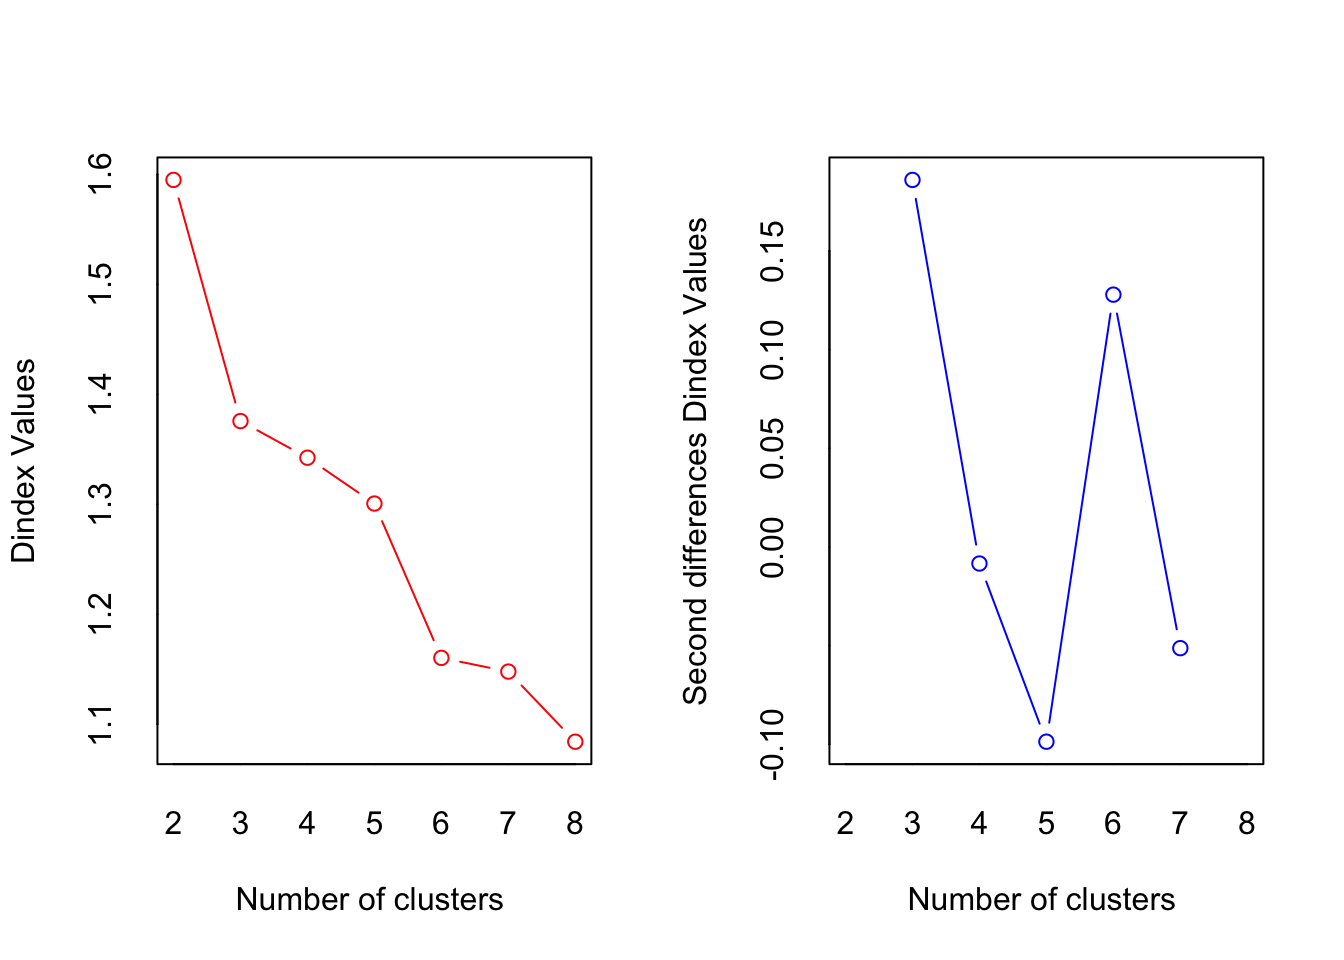 Dindex Values
1.6
1.5
1.4
1.3
1.2
1.1
2 3 4 5 6 7 8
Number of clusters
Second differences Dindex Values
0.15
0.10
0.05
0.00
-0.10
2 3 4 5 6 7 8
Number of clusters